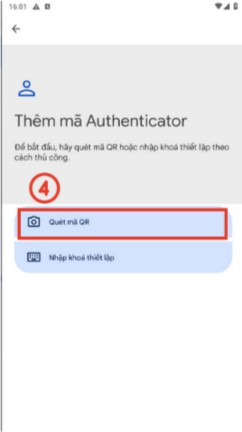 16:01
Thêm mã Authenticator
Để bắt đầu, hãy quét mã QR hoặc nhập khoá thiết lập theo
cách thủ công.
4
Quét mã QR
Nhập khoá thiết lập